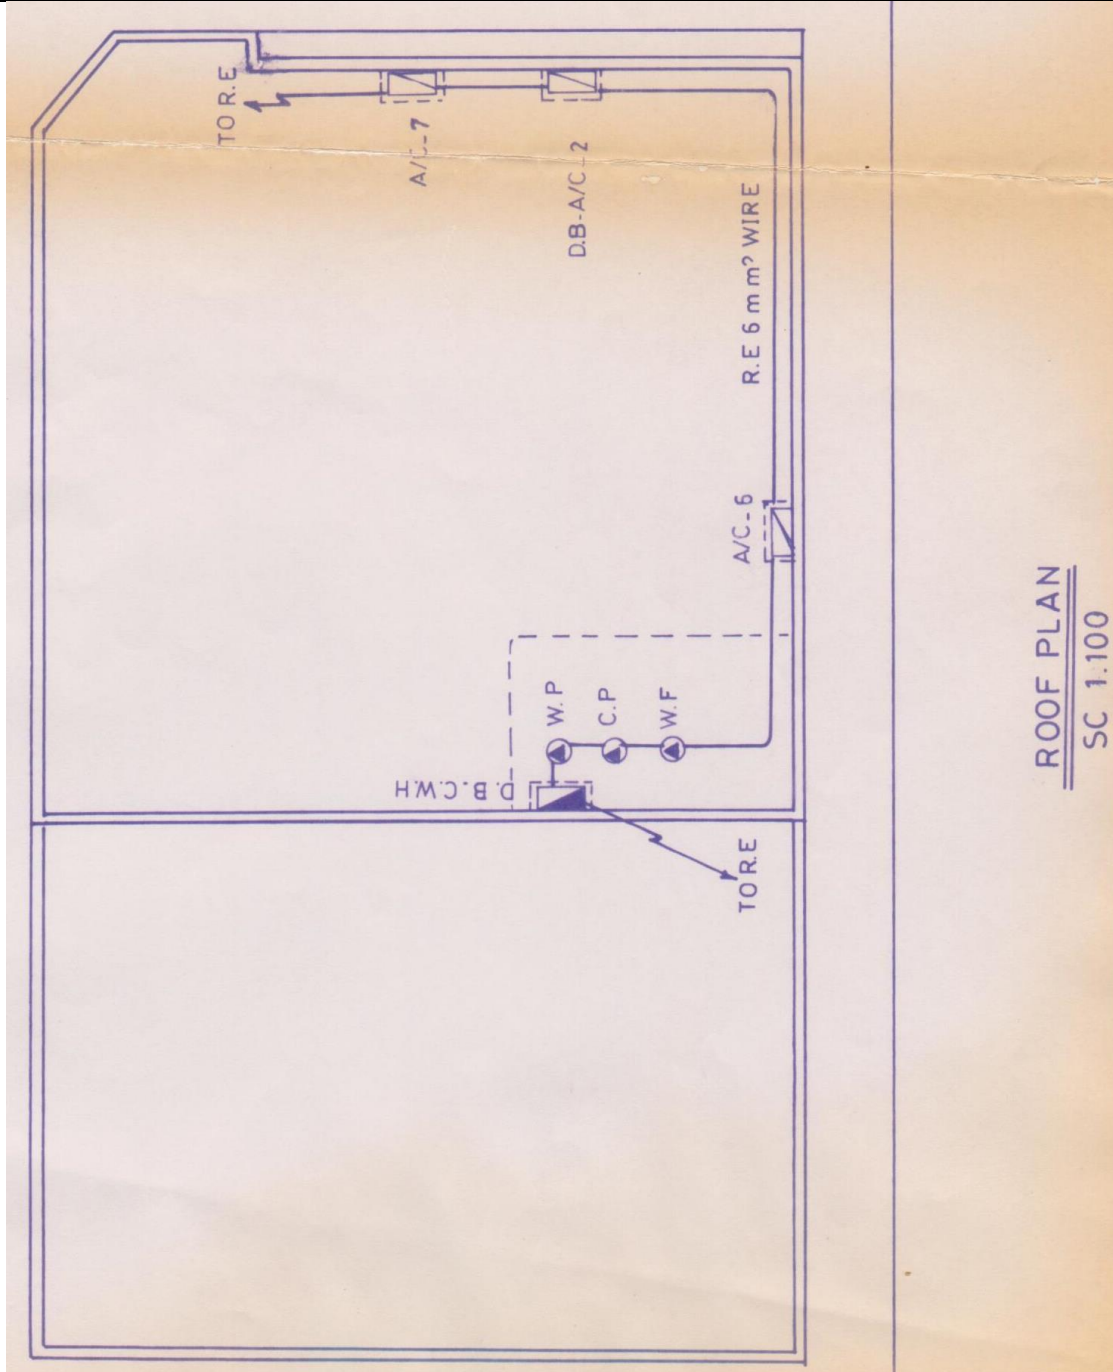 TO R.E
A/C-7
D.B-A/C-2
R.E 6 mm² WIRE
A/C-6
W.P
C.P
W.F
D.B-C.W.H
TO R.E
ROOF PLAN
SC 1:100